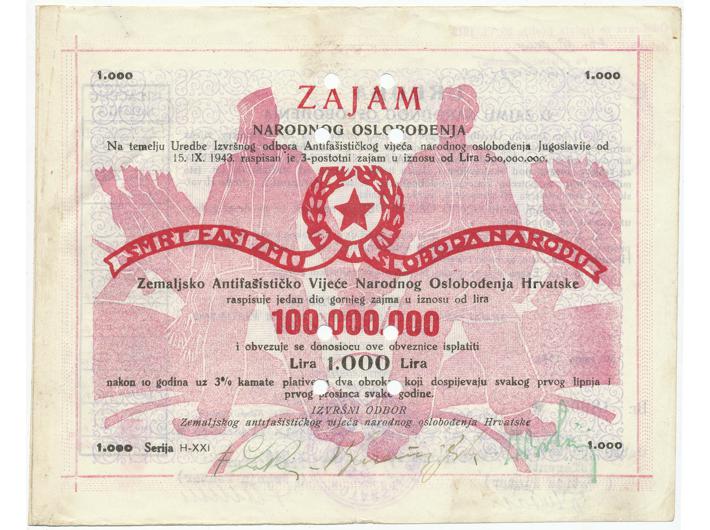 1.000 1.000
ZAJAM
NARODNOG OSLOBOĐENJA
Na temelju Uredbe Izvršnog odbora Antifašističkog vijeća narodnog oslobođenja Jugoslavije od
15. IX. 1943. raspisan je 3-postotni zajam u iznosu od Lira 500,000.000.
SMRT FAŠIZMU SLOBODA NARODU
Zemaljsko Antifašističko Vijeće Narodnog Oslobođenja Hrvatske
raspisuje jedan dio gornjeg zajma u iznosu od lira
100.000.000
i obvezuje se donosiocu ove obveznice isplatiti
Lira 1.000 Lira
nakon 10 godina uz 3% kamate plative u dva obroka koji dospijevaju svakog prvog lipnja i
prvog prosinca svake godine.
IZVRŠNI ODBOR
Zemaljskog antifašističkog vijeća narodnog oslobođenja Hrvatske
1.000 Serija H-XXI 1.000